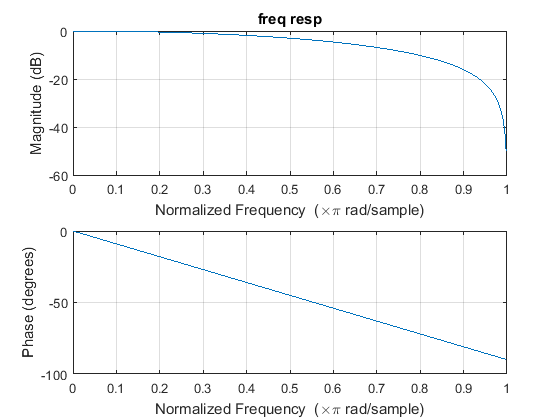 freq resp
Magnitude (dB)
0
-20
-40
-60
0 0.1 0.2 0.3 0.4 0.5 0.6 0.7 0.8 0.9 1
Normalized Frequency (×π rad/sample)
Phase (degrees)
0
-50
-100
0 0.1 0.2 0.3 0.4 0.5 0.6 0.7 0.8 0.9 1
Normalized Frequency (×π rad/sample)